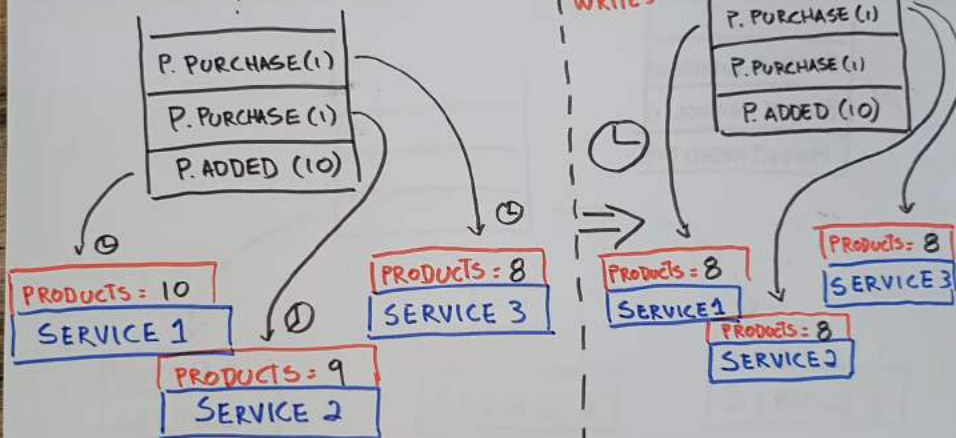 P. PURCHASE (1)
P. PURCHASE (1)
P. ADDED (10)
PRODUCTS = 10
SERVICE 1
PRODUCTS = 9
SERVICE 2
PRODUCTS = 8
SERVICE 3
WRITES
P. PURCHASE (1)
P. PURCHASE (1)
P. ADDED (10)
PRODUCTS = 8
SERVICE 1
PRODUCTS = 8
SERVICE 2
PRODUCTS = 8
SERVICE 3